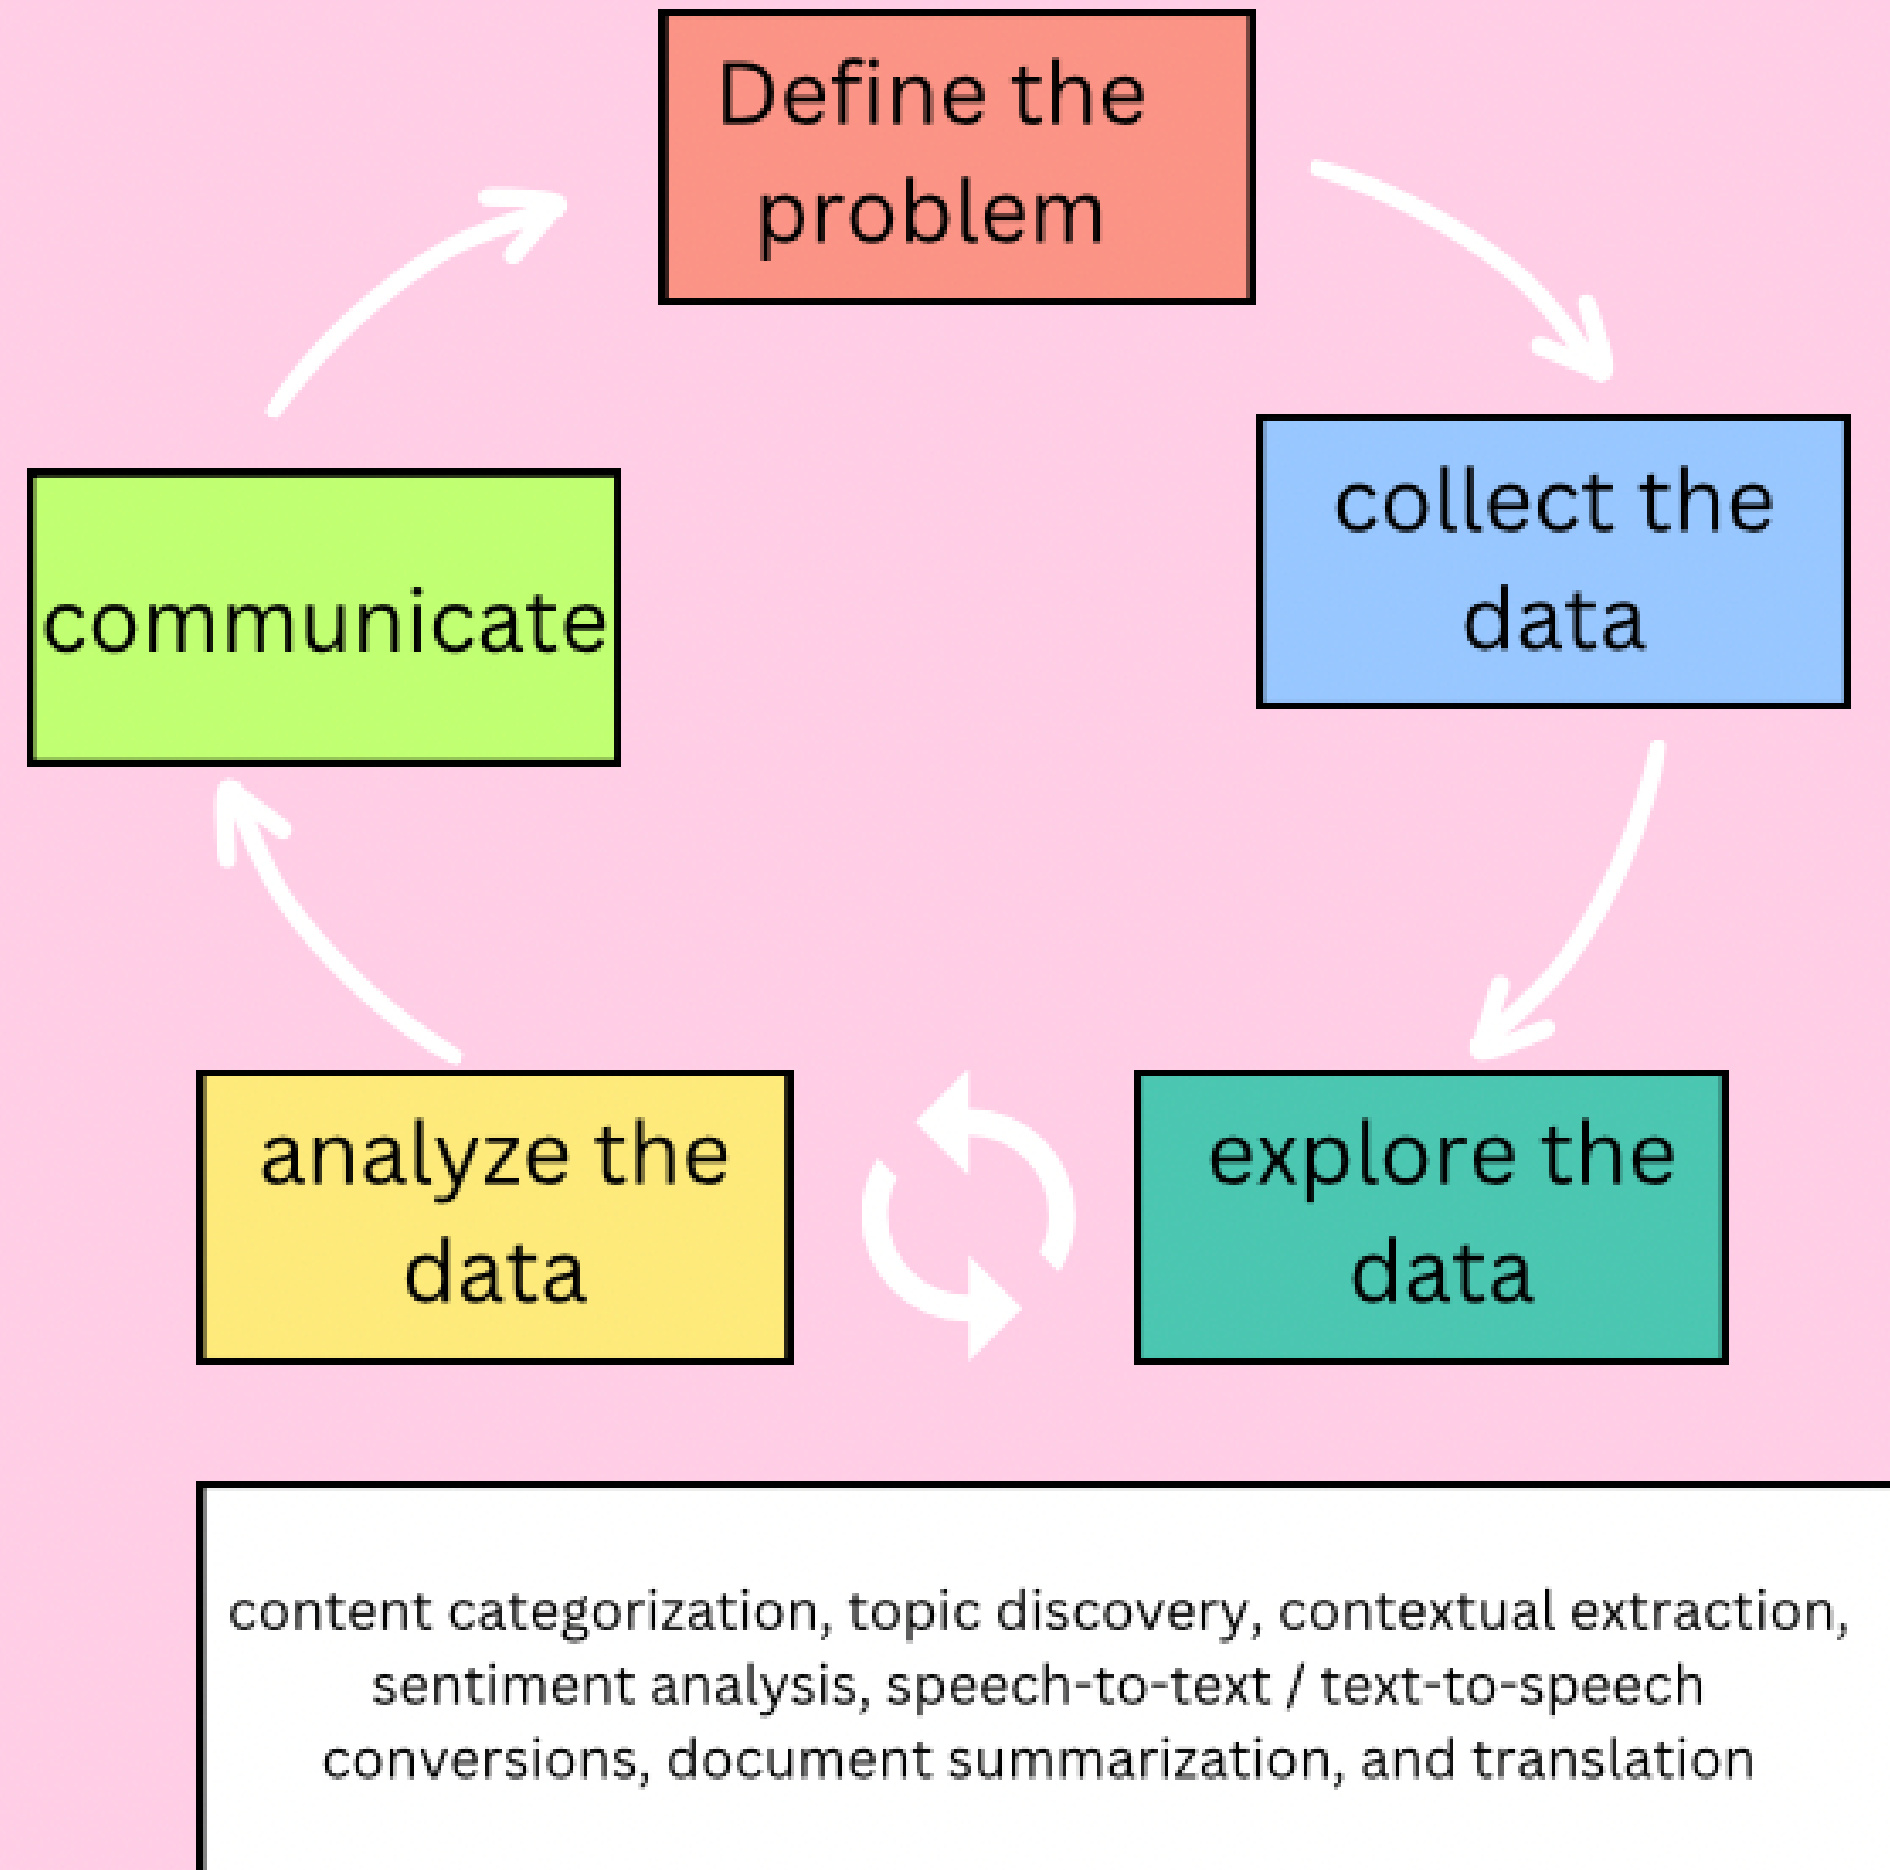 Define the
problem
collect the
data
communicate
explore the
data
analyze the
data
content categorization, topic discovery, contextual extraction,
sentiment analysis, speech-to-text / text-to-speech
conversions, document summarization, and translation